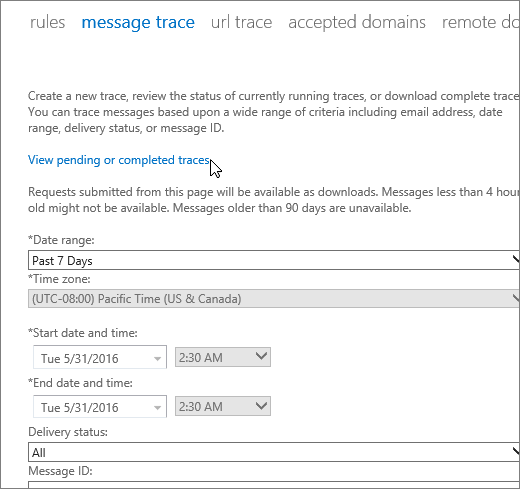 rules message trace url trace accepted domains remote do
Create a new trace, review the status of currently running traces, or download complete trace
You can trace messages based upon a wide range of criteria including email address, date
range, delivery status, or message ID.
View pending or completed traces
Requests submitted from this page will be available as downloads. Messages less than 4 hour
old might not be available. Messages older than 90 days are unavailable.
*Date range:
Past 7 Days
*Time zone:
(UTC-08:00) Pacific Time (US & Canada)
*Start date and time:
Tue 5/31/2016 2:30 AM
*End date and time:
Tue 5/31/2016 2:30 AM
Delivery status:
All
Message ID: